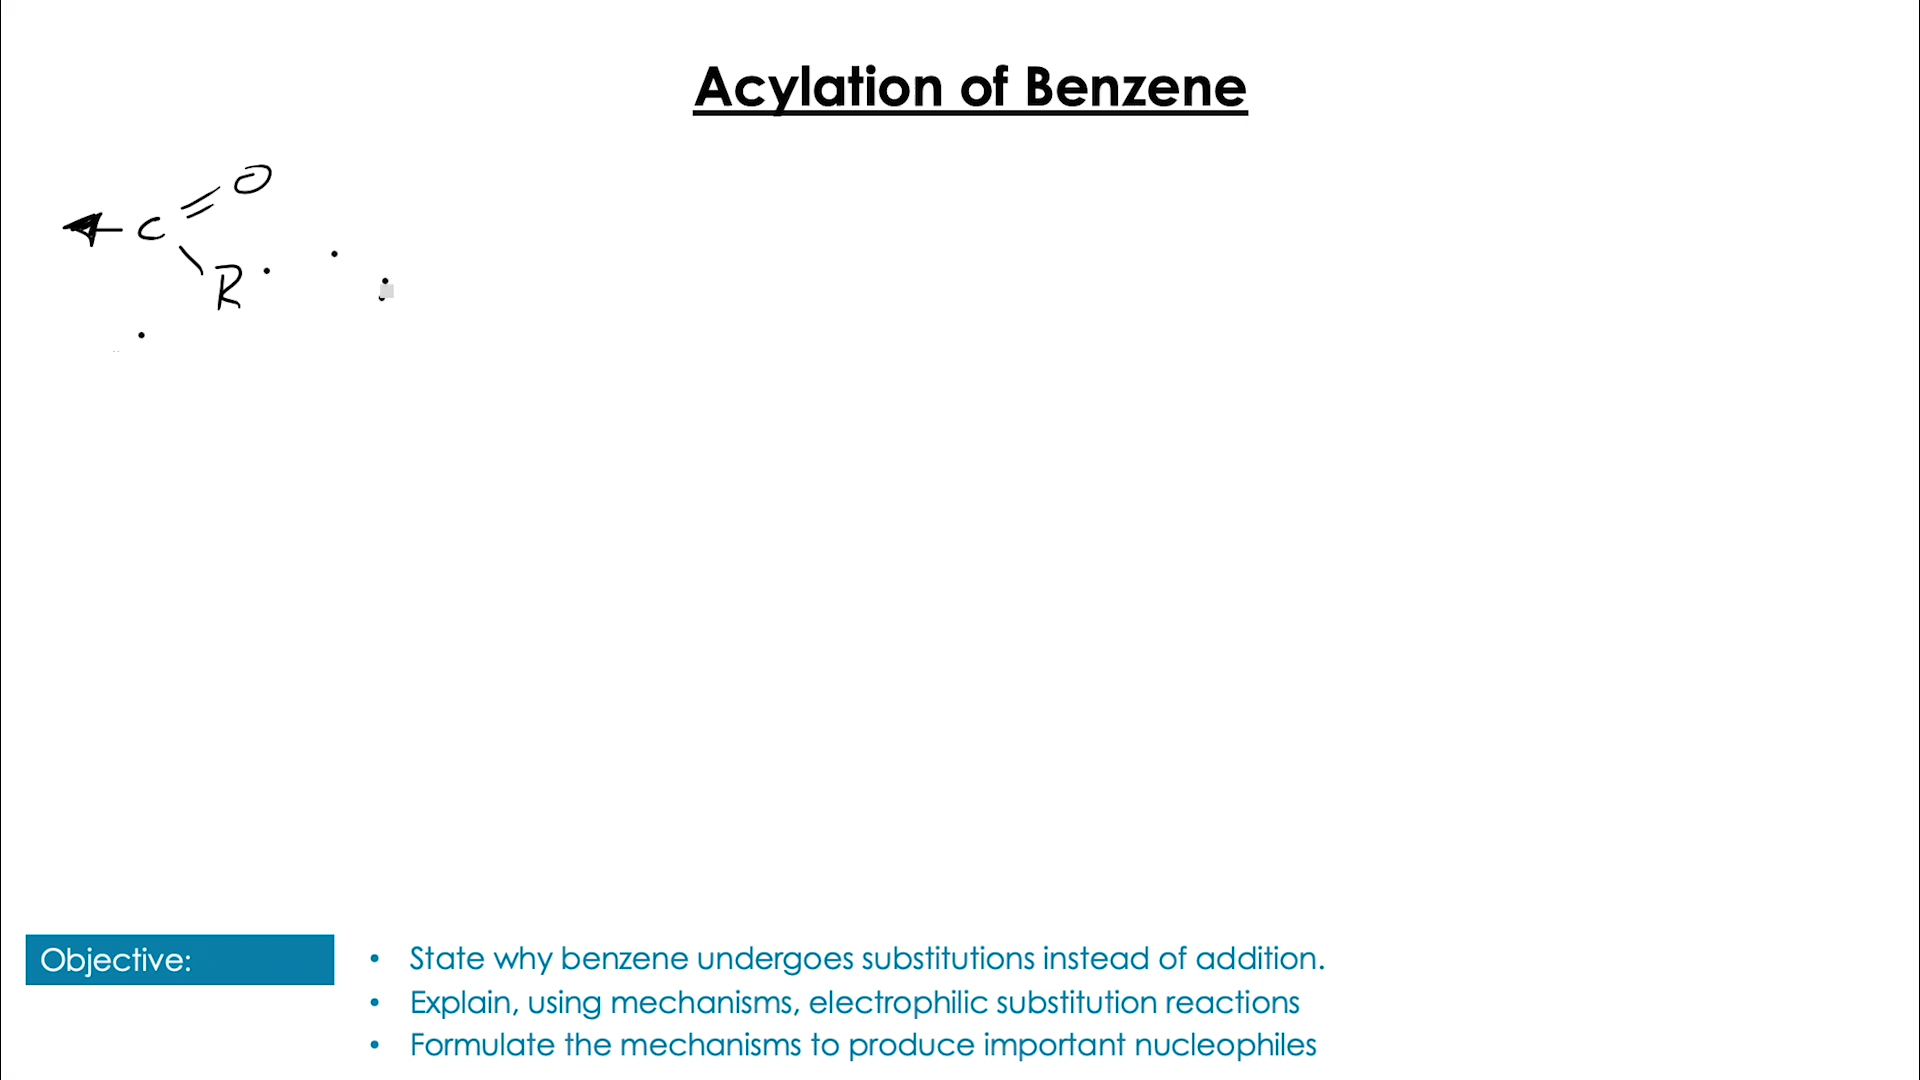 Acylation of Benzene
O
C
R
Objective:
• State why benzene undergoes substitutions instead of addition.
• Explain, using mechanisms, electrophilic substitution reactions
• Formulate the mechanisms to produce important nucleophiles